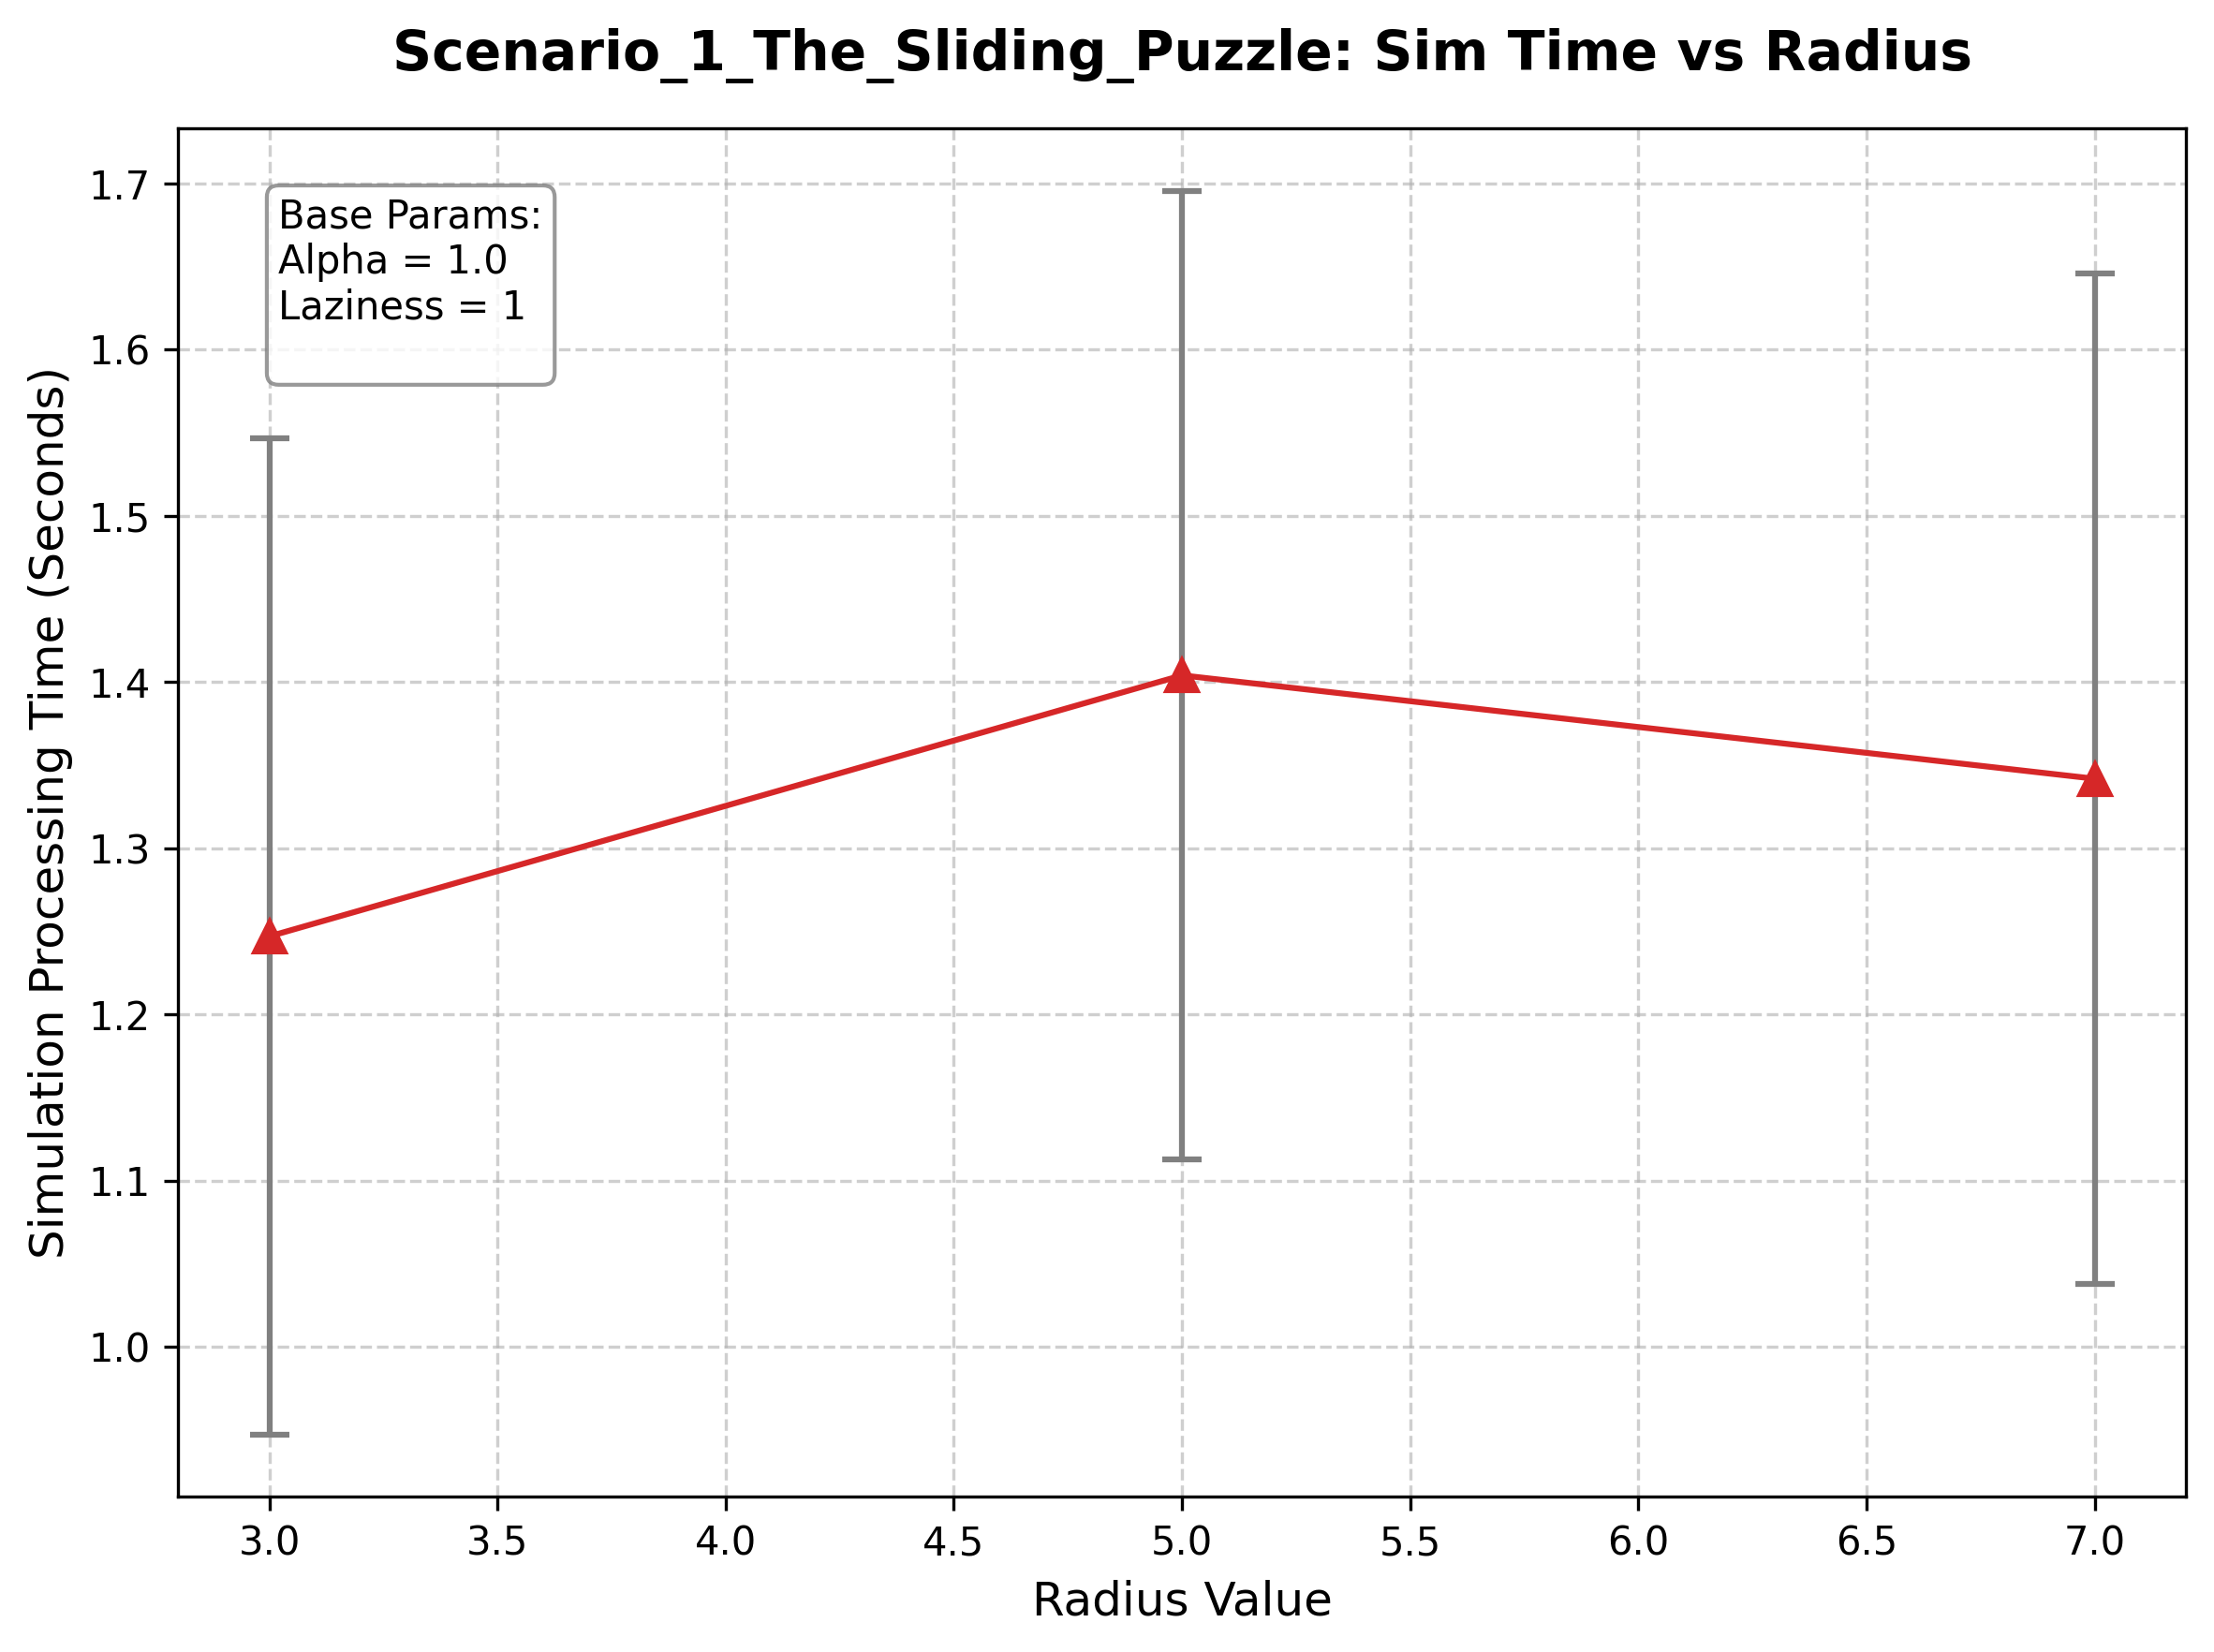 Scenario_1_The_Sliding_Puzzle: Sim Time vs Radius
Base Params:
Alpha = 1.0
Laziness = 1
Simulation Processing Time (Seconds)
1.7
1.6
1.5
1.4
1.3
1.2
1.1
1.0
3.0 3.5 4.0 4.5 5.0 5.5 6.0 6.5 7.0
Radius Value